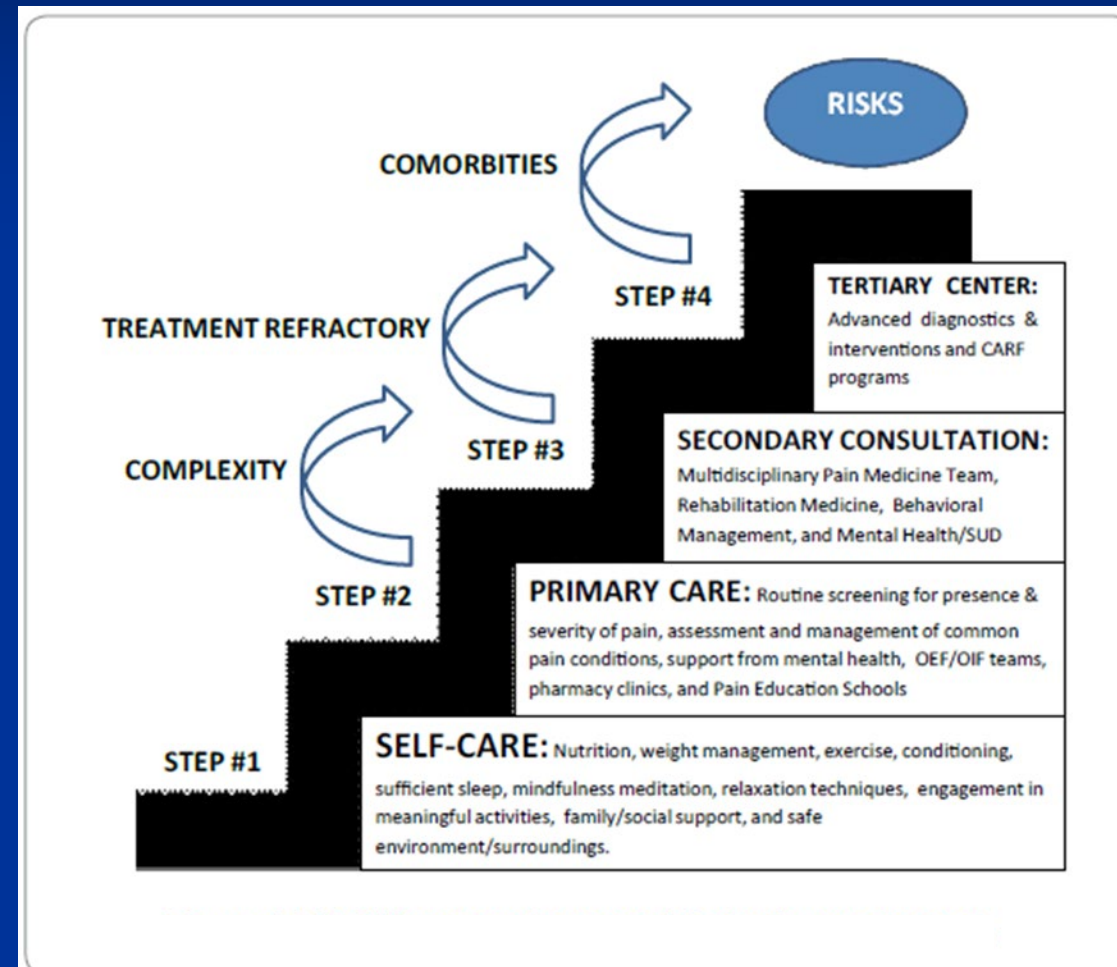 RISKS
COMORBITIES
STEP #4
TERTIARY CENTER:
Advanced diagnostics &
interventions and CARF
programs
TREATMENT REFRACTORY
STEP #3
SECONDARY CONSULTATION:
Multidisciplinary Pain Medicine Team,
Rehabilitation Medicine, Behavioral
Management, and Mental Health/SUD
COMPLEXITY
STEP #2
PRIMARY CARE: Routine screening for presence &
severity of pain, assessment and management of common
pain conditions, support from mental health, OEF/OIF teams,
pharmacy clinics, and Pain Education Schools
STEP #1
SELF-CARE: Nutrition, weight management, exercise, conditioning,
sufficient sleep, mindfulness meditation, relaxation techniques, engagement in
meaningful activities, family/social support, and safe
environment/surroundings.